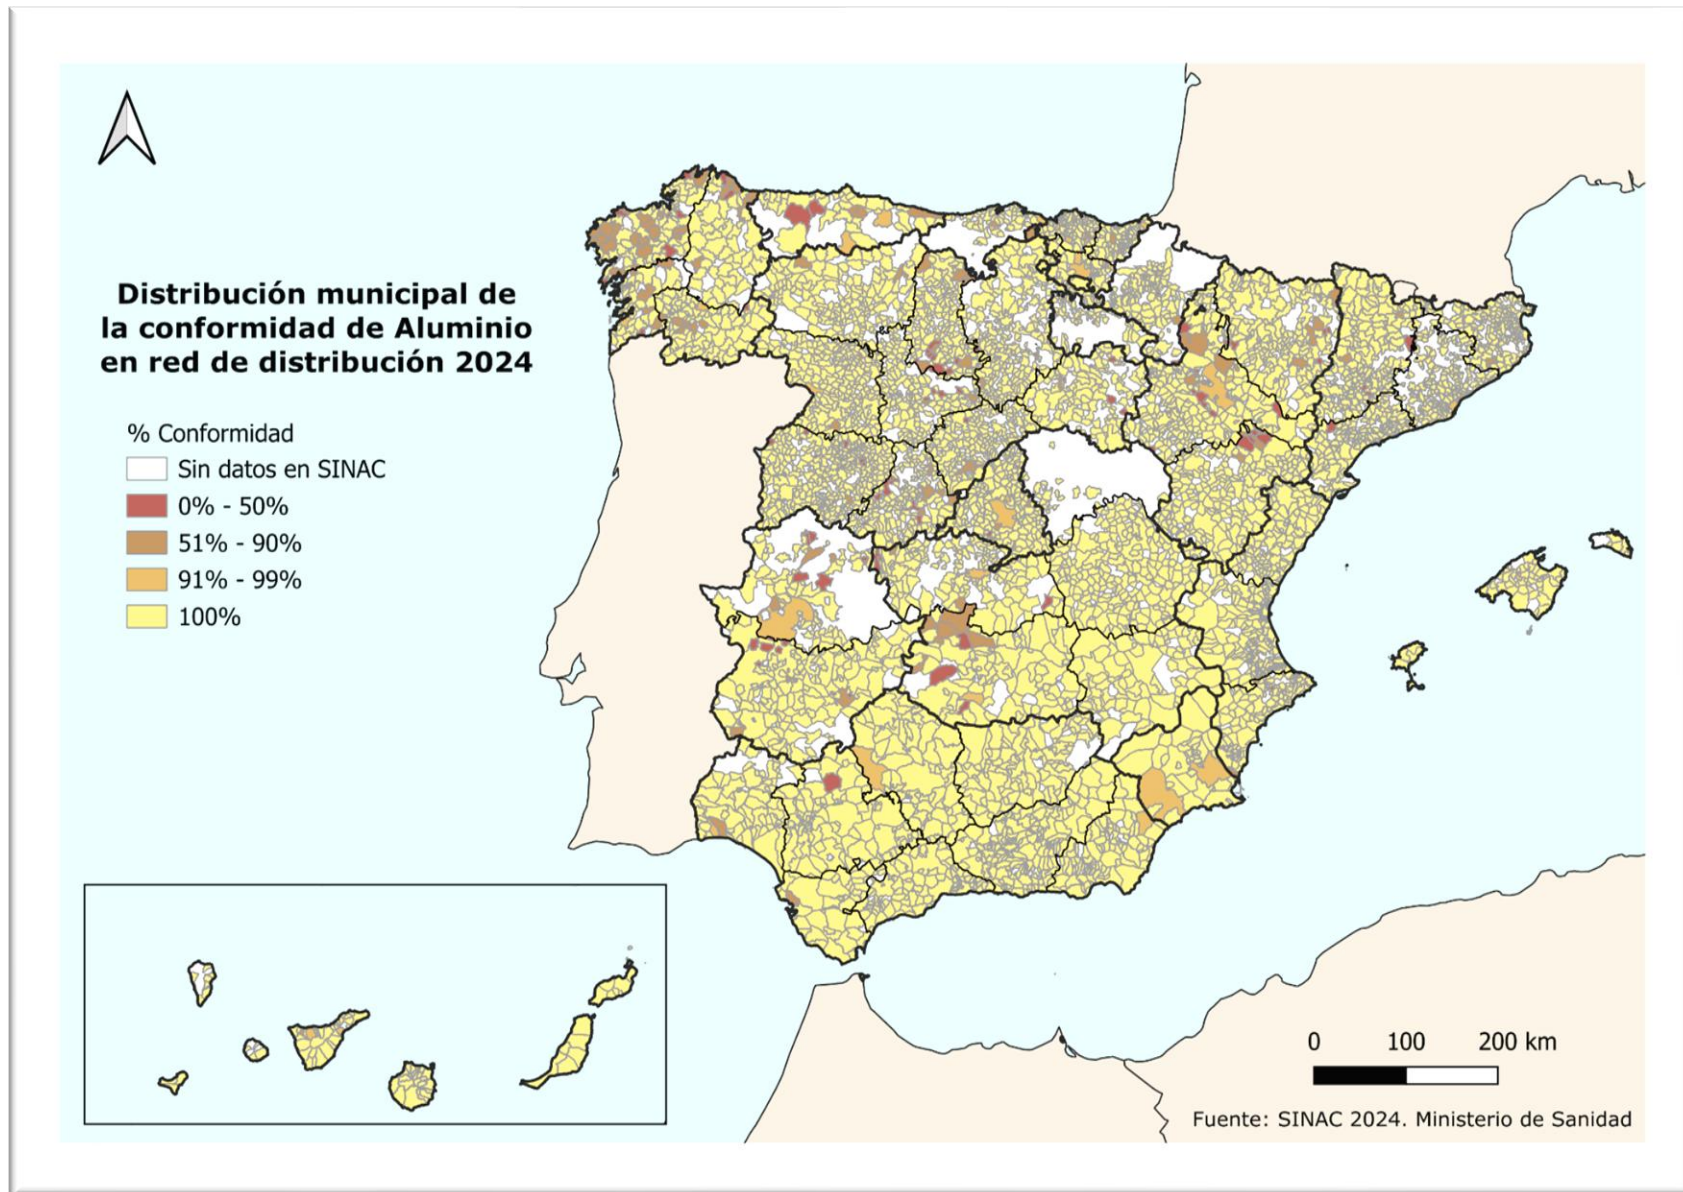 Distribución municipal de
la conformidad de Aluminio
en red de distribución 2024
% Conformidad
Sin datos en SINAC
0% - 50%
51% - 90%
91% - 99%
100%
0 100 200 km
Fuente: SINAC 2024. Ministerio de Sanidad